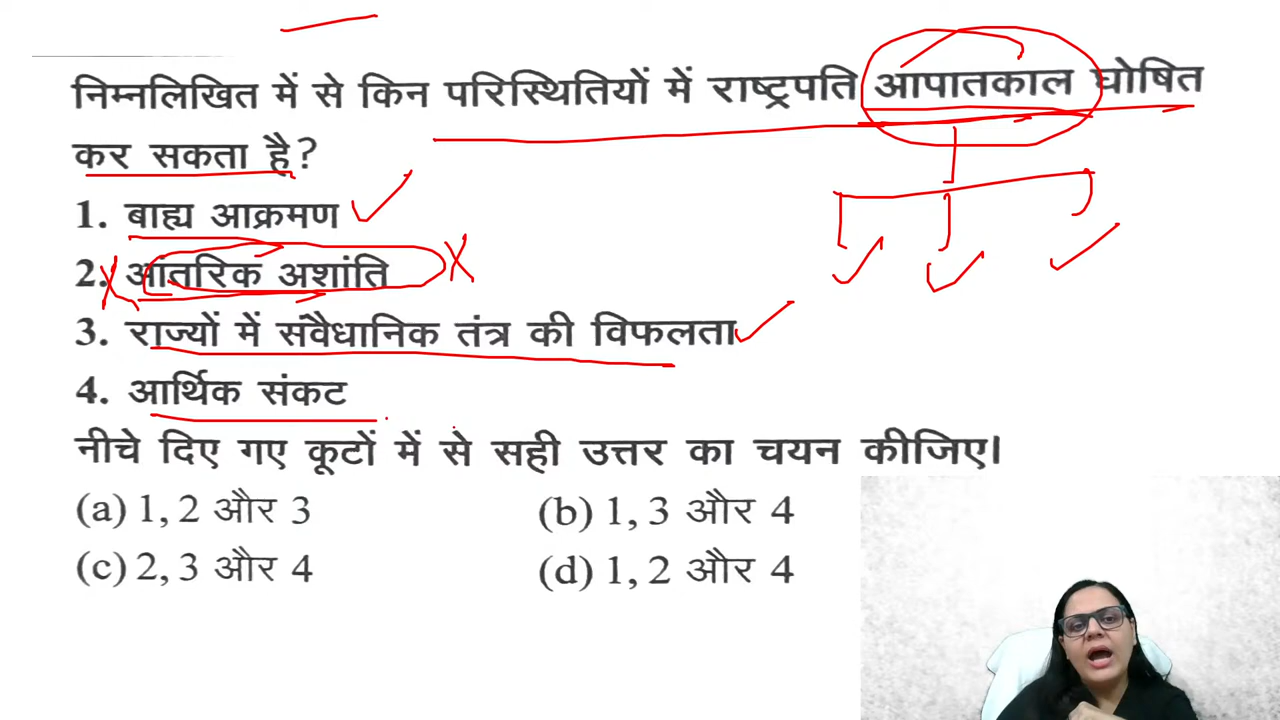 निम्नलिखित में से किन परिस्थितियों में राष्ट्रपति आपातकाल घोषित
कर सकता है?
1. बाह्य आक्रमण
2. आंतरिक अशांति
3. राज्यों में संवैधानिक तंत्र की विफलता
4. आर्थिक संकट
नीचे दिए गए कूटों में से सही उत्तर का चयन कीजिए।
(a) 1, 2 और 3
(b) 1, 3 और 4
(c) 2, 3 और 4
(d) 1, 2 और 4